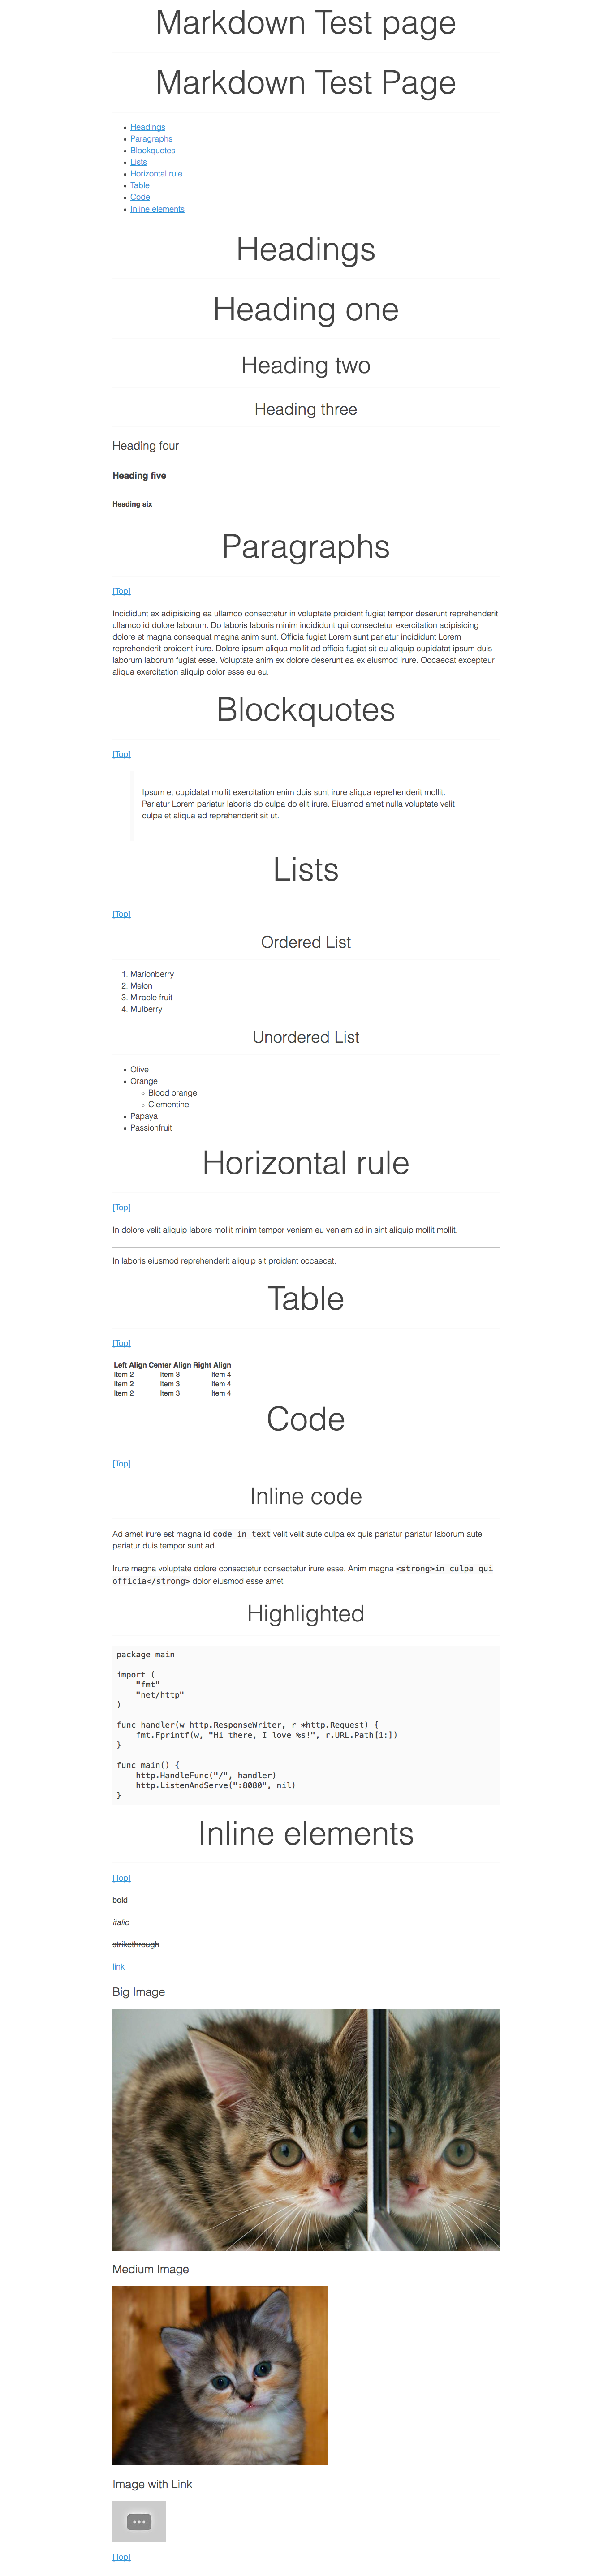 Markdown Test page
Markdown Test Page
Headings
Paragraphs
Blockquotes
Lists
Horizontal rule
Table
Code
Inline elements
Headings
Heading one
Heading two
Heading three
Heading four
Heading five
Heading six
Paragraphs
[Top]
Incididunt ex adipisicing ea ullamco consectetur in voluptate proident fugiat tempor deserunt reprehenderit
ullamco id dolore laborum. Do laboris laboris minim incididunt qui consectetur exercitation adipisicing
dolore et magna consequat magna anim sunt. Officia fugiat Lorem sunt pariatur incididunt Lorem
reprehenderit proident irure. Dolore ipsum aliqua mollit ad officia fugiat sit eu aliquip cupidatat ipsum duis
laborum laborum fugiat esse. Voluptate anim ex dolore deserunt ea ex eiusmod irure. Occaecat excepteur
aliqua exercitation aliquip dolor esse eu eu.
Blockquotes
[Top]
Ipsum et cupidatat mollit exercitation enim duis sunt irure aliqua reprehenderit mollit.
Pariatur Lorem pariatur laboris do culpa do elit irure. Eiusmod amet nulla voluptate velit
culpa et aliqua ad reprehenderit sit ut.
Lists
[Top]
Ordered List
1. Marionberry
2. Melon
3. Miracle fruit
4. Mulberry
Unordered List
Olive
Orange
Blood orange
Clementine
Papaya
Passionfruit
Horizontal rule
[Top]
In dolore velit aliquip labore mollit minim tempor veniam eu veniam ad in sint aliquip mollit mollit.
In laboris eiusmod reprehenderit aliquip sit proident occaecat.
Table
[Top]
Left Align Center Align Right Align
Item 2 Item 3 Item 4
Item 2 Item 3 Item 4
Item 2 Item 3 Item 4
Code
[Top]
Inline code
Ad amet irure est magna id code in text velit velit aute culpa ex quis pariatur pariatur laborum aute
pariatur duis tempor sunt ad.
Irure magna voluptate dolore consectetur consectetur irure esse. Anim magna <strong>in culpa qui
officia</strong> dolor eiusmod esse amet
Highlighted
package main
import (
"fmt"
"net/http"
)
func handler(w http.ResponseWriter, r *http.Request) {
fmt.Fprintf(w, "Hi there, I love %s!", r.URL.Path[1:])
}
func main() {
http.HandleFunc("/", handler)
http.ListenAndServe(":8080", nil)
}
Inline elements
[Top]
bold
italic
strikethrough
link
Big Image
Medium Image
Image with Link
[Top]